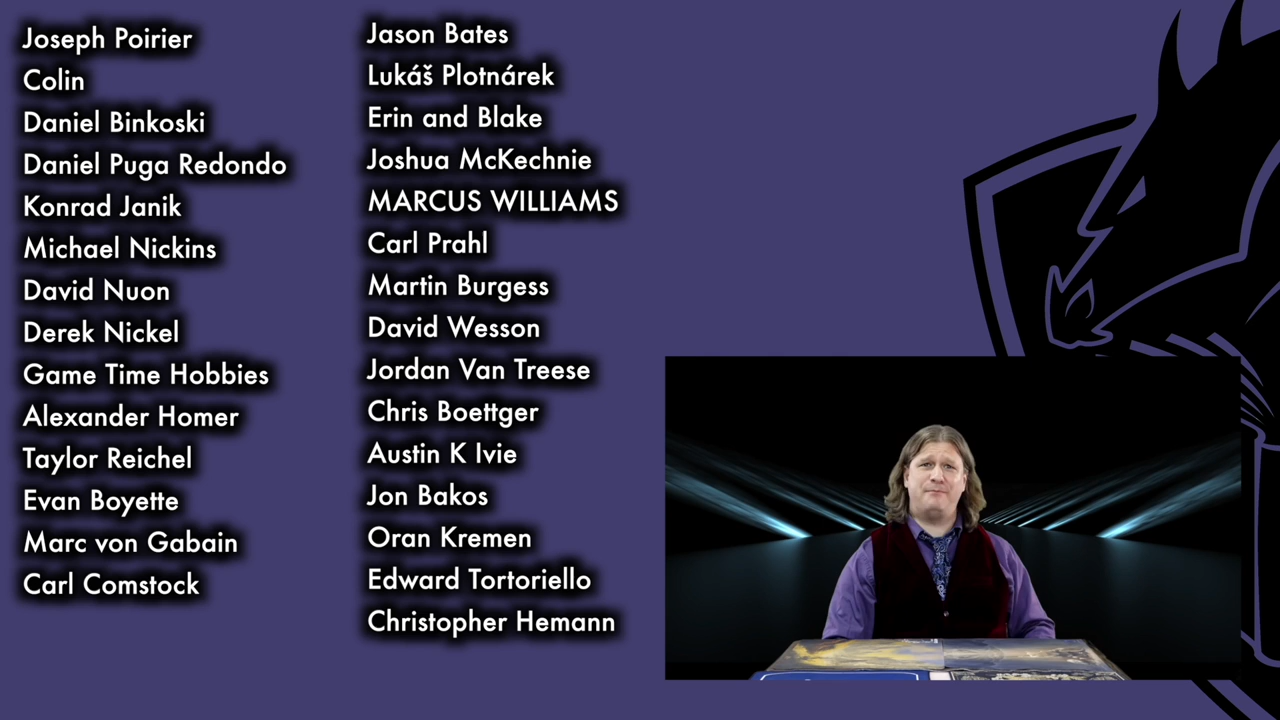 Joseph Poirier
Colin
Daniel Binkoski
Daniel Puga Redondo
Konrad Janik
Michael Nickins
David Nuon
Derek Nickel
Game Time Hobbies
Alexander Homer
Taylor Reichel
Evan Boyette
Marc von Gabain
Carl Comstock
Jason Bates
Lukáš Plotnárek
Erin and Blake
Joshua McKechnie
MARCUS WILLIAMS
Carl Prahl
Martin Burgess
David Wesson
Jordan Van Treese
Chris Boettger
Austin K Ivie
Jon Bakos
Oran Kremen
Edward Tortoriello
Christopher Hemann